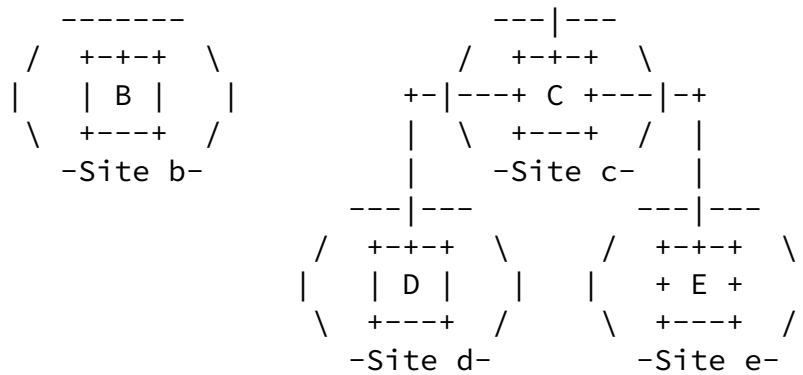 -------                  ---|---
  /  +-+-+  \              /  +-+-+  \
 |   | B |   |          +-|---+ C +---|-+
  \  +---+  /           |  \  +---+  /  |
    -Site b-            |    -Site c-   |
                     ---|---         ---|---
                   /  +-+-+  \     /  +-+-+  \
                  |   | D |   |   |   + E +   |
                   \  +---+  /     \  +---+  /
                     -Site d-        -Site e-